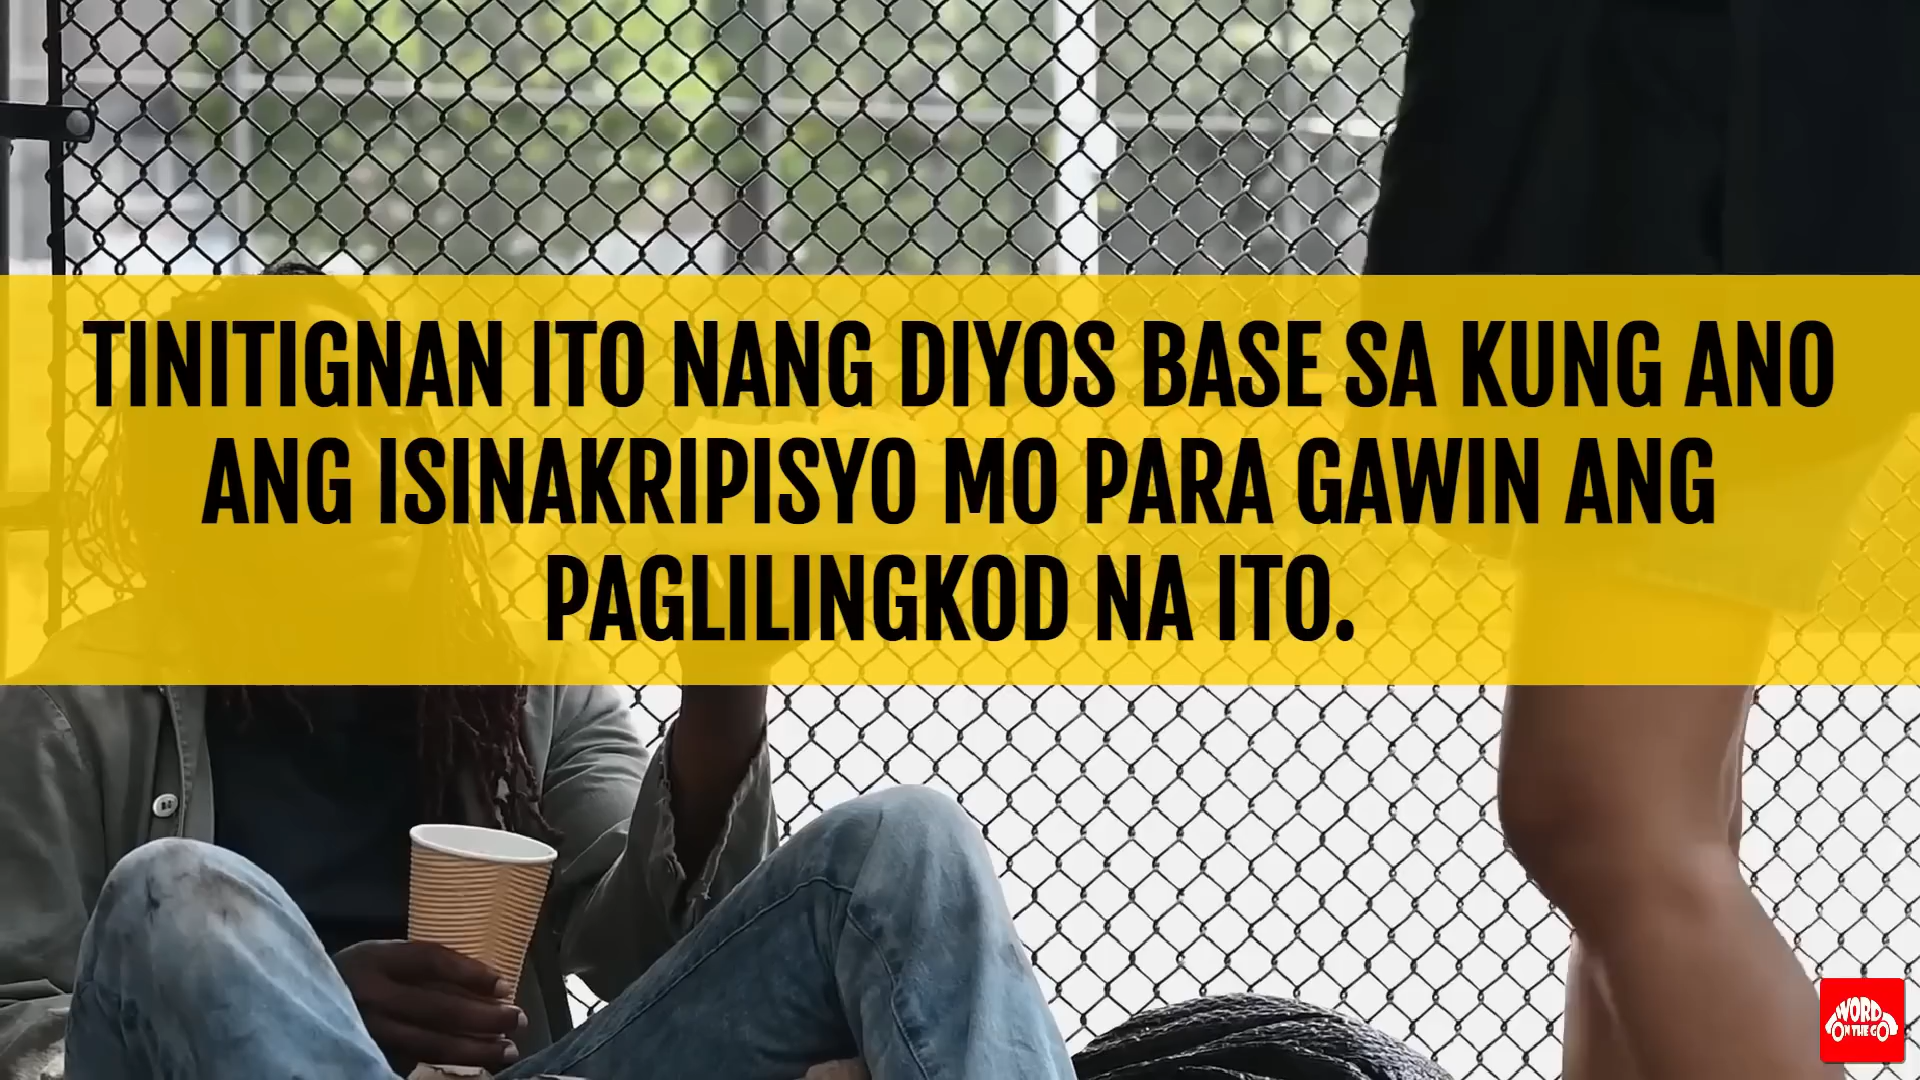 TINITIGNAN ITO NANG DIYOS BASE SA KUNG ANO
ANG ISINAKRIPISYO MO PARA GAWIN ANG
PAGLILINGKOD NA ITO.
WORD
ON THE GO